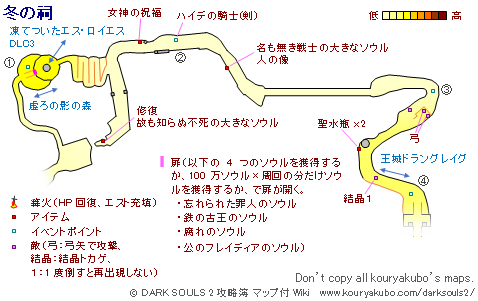 冬の祠
低 高
女神の祝福
ハイデの騎士(剣)
凍てついたエス・ロイエス
DLC3
①
②
名も無き戦士の大きなソウル
人の像
虚ろの影の森
修復
故も知らぬ不死の大きなソウル
③
聖水瓶×2
弓
扉(以下の 4 つのソウルを獲得する
か、100 万ソウル×周回の分だけソウ
ルを獲得するか、で扉が開く。
・忘れられた罪人のソウル
・鉄の古王のソウル
・腐れのソウル
・公のフレイディアのソウル)
王城ドラングレイグ
④
結晶1
篝火(HP 回復、エスト充填)
アイテム
イベントポイント
敵(弓:弓矢で攻撃、
結晶:結晶トカゲ、
1:1度倒すと再出現しない)
Don't copy all kouryakubo's maps.
© DARK SOULS 2 攻略簿 マップ付 Wiki www.kouryakubo.com/darksouls2/